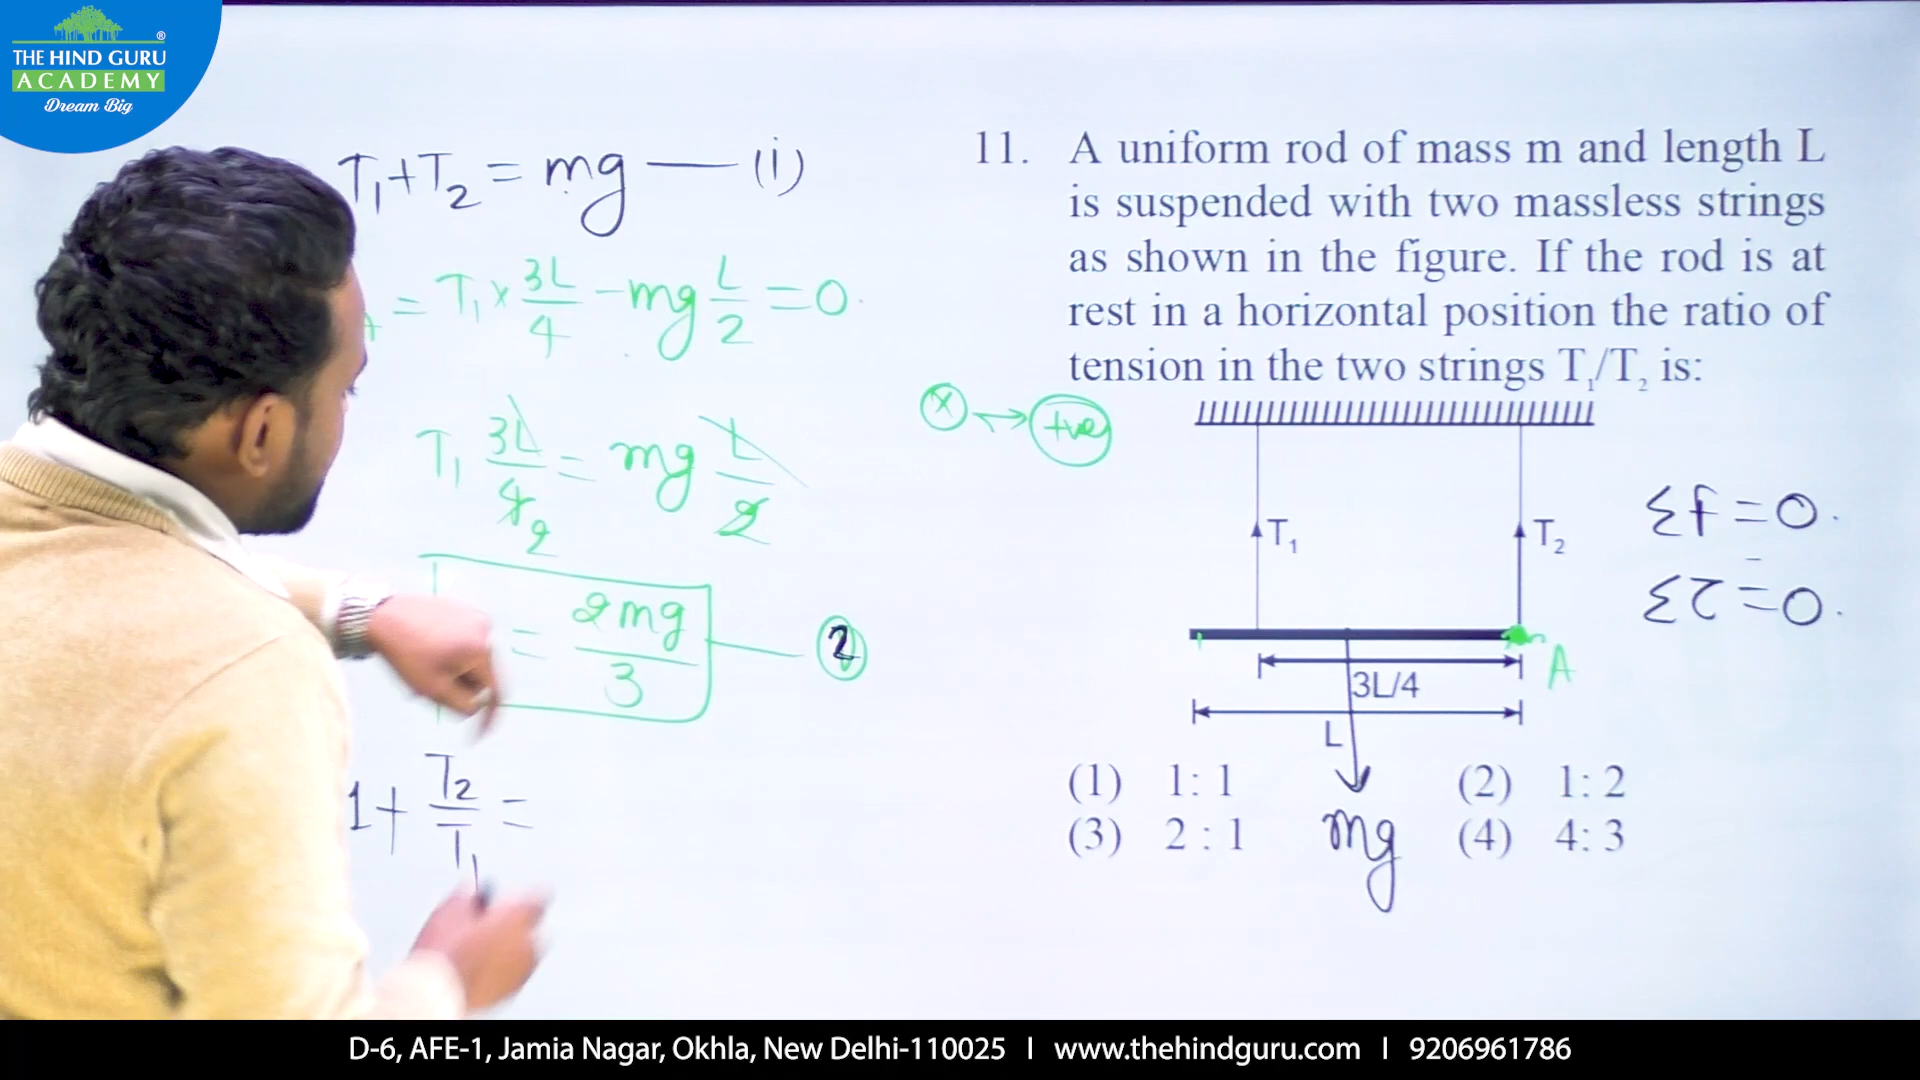 THE HIND GURU
ACADEMY
Dream Big
T₁+T₂ = mg — (i)
A = T₁ × 3L/4 - mg L/2 = 0
T₁ 3L/4 2 = mg L/2
= 2mg/3 — 2
1 + T₂/T₁ =
11. A uniform rod of mass m and length L
is suspended with two massless strings
as shown in the figure. If the rod is at
rest in a horizontal position the ratio of
tension in the two strings T₁/T₂ is:
x ↔ +ve
T₁
T₂
Σf = 0
Στ = 0
A
3L/4
L
mg
(1) 1: 1 (2) 1: 2
(3) 2 : 1 (4) 4: 3
D-6, AFE-1, Jamia Nagar, Okhla, New Delhi-110025 | www.thehindguru.com | 9206961786